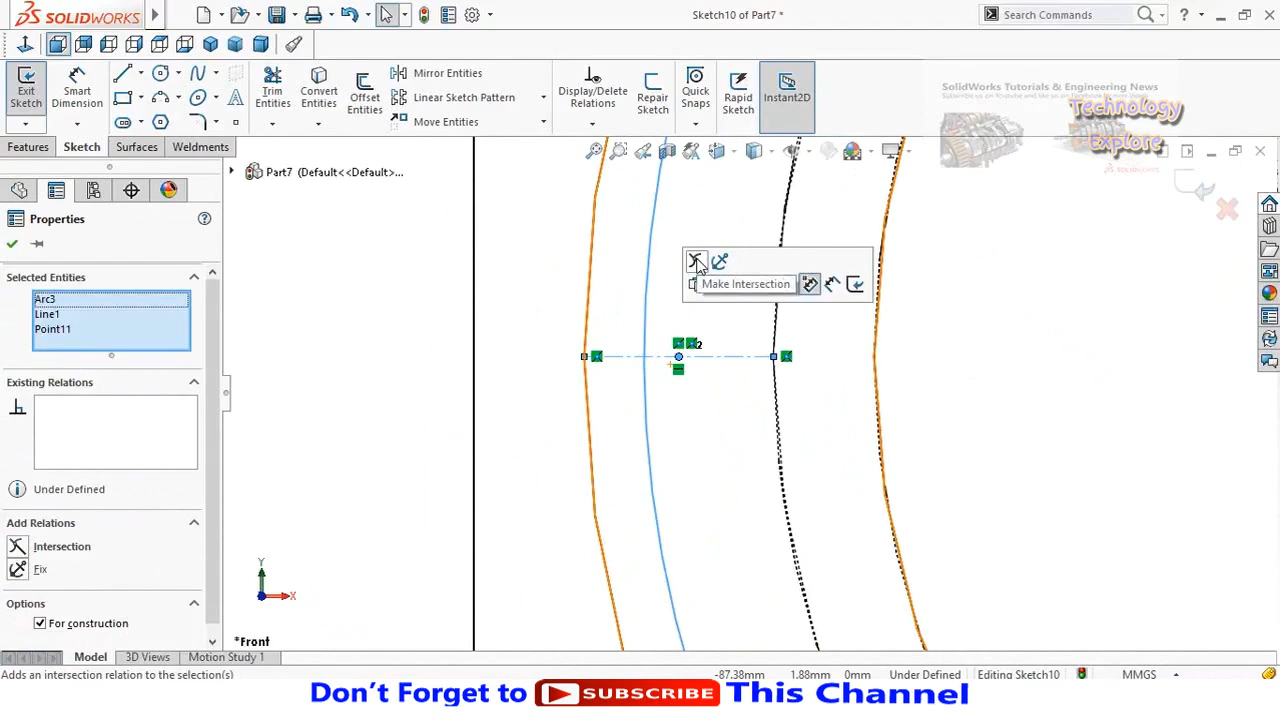 SOLIDWORKS
Sketch10 of Part7 *
Search Commands
Exit Sketch
Smart Dimension
Trim Entities
Convert Entities
Offset Entities
Mirror Entities
Linear Sketch Pattern
Move Entities
Display/Delete Relations
Repair Sketch
Quick Snaps
Rapid Sketch
Instant2D
SolidWorks Tutorials & Engineering News
Technology
Explore
SOLIDWORKS
Features
Sketch
Surfaces
Weldments
Part7 (Default<<Default>...
Properties
Selected Entities
Arc3
Line1
Point11
Make Intersection
2
Existing Relations
Under Defined
Add Relations
Intersection
Fix
Options
For construction
Y
X
*Front
Model
3D Views
Motion Study 1
Adds an intersection relation to the selection(s)
-87.38mm
1.88mm
0mm
Under Defined
Editing Sketch10
MMGS
Don't Forget to SUBSCRIBE This Channel